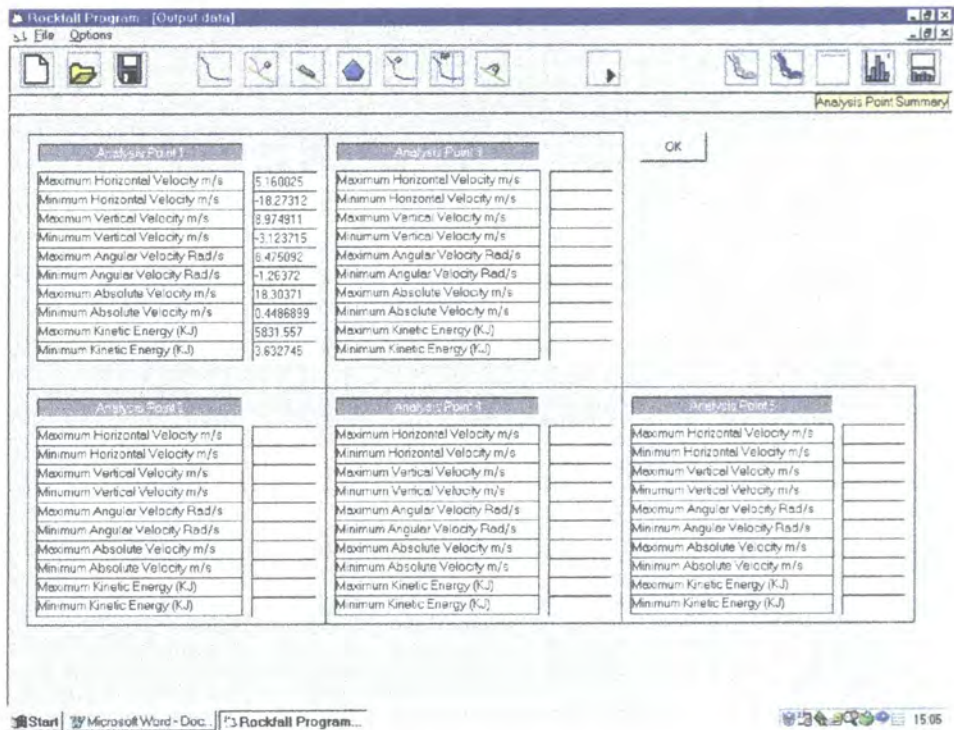 Rockfall Program - [Output data]
File Options
Analysis Point Summary
Analysis Point 1
Maximum Horizontal Velocity m/s 5.160025
Minimum Horizontal Velocity m/s -18.27312
Maximum Vertical Velocity m/s 8.974911
Minumum Vertical Velocity m/s -3.123715
Maximum Angular Velocity Rad/s 8.475092
Minimum Angular Velocity Rad/s -1.26372
Maximum Absolute Velocity m/s 18.30371
Minimum Absolute Velocity m/s 0.4486899
Maximum Kinetic Energy (KJ) 5831.557
Minimum Kinetic Energy (KJ) 3.632745
Analysis Point 3
Maximum Horizontal Velocity m/s
Minimum Horizontal Velocity m/s
Maximum Vertical Velocity m/s
Minumum Vertical Velocity m/s
Maximum Angular Velocity Rad/s
Minimum Angular Velocity Rad/s
Maximum Absolute Velocity m/s
Minimum Absolute Velocity m/s
Maximum Kinetic Energy (KJ)
Minimum Kinetic Energy (KJ)
OK
Analysis Point 2
Maximum Horizontal Velocity m/s
Minimum Horizontal Velocity m/s
Maximum Vertical Velocity m/s
Minumum Vertical Velocity m/s
Maximum Angular Velocity Rad/s
Minimum Angular Velocity Rad/s
Maximum Absolute Velocity m/s
Minimum Absolute Velocity m/s
Maximum Kinetic Energy (KJ)
Minimum Kinetic Energy (KJ)
Analysis Point 4
Maximum Horizontal Velocity m/s
Minimum Horizontal Velocity m/s
Maximum Vertical Velocity m/s
Minumum Vertical Velocity m/s
Maximum Angular Velocity Rad/s
Minimum Angular Velocity Rad/s
Maximum Absolute Velocity m/s
Minimum Absolute Velocity m/s
Maximum Kinetic Energy (KJ)
Minimum Kinetic Energy (KJ)
Analysis Point 5
Maximum Horizontal Velocity m/s
Minimum Horizontal Velocity m/s
Maximum Vertical Velocity m/s
Minumum Vertical Velocity m/s
Maximum Angular Velocity Rad/s
Minimum Angular Velocity Rad/s
Maximum Absolute Velocity m/s
Minimum Absolute Velocity m/s
Maximum Kinetic Energy (KJ)
Minimum Kinetic Energy (KJ)
Start Microsoft Word - Doc... Rockfall Program... 15:05